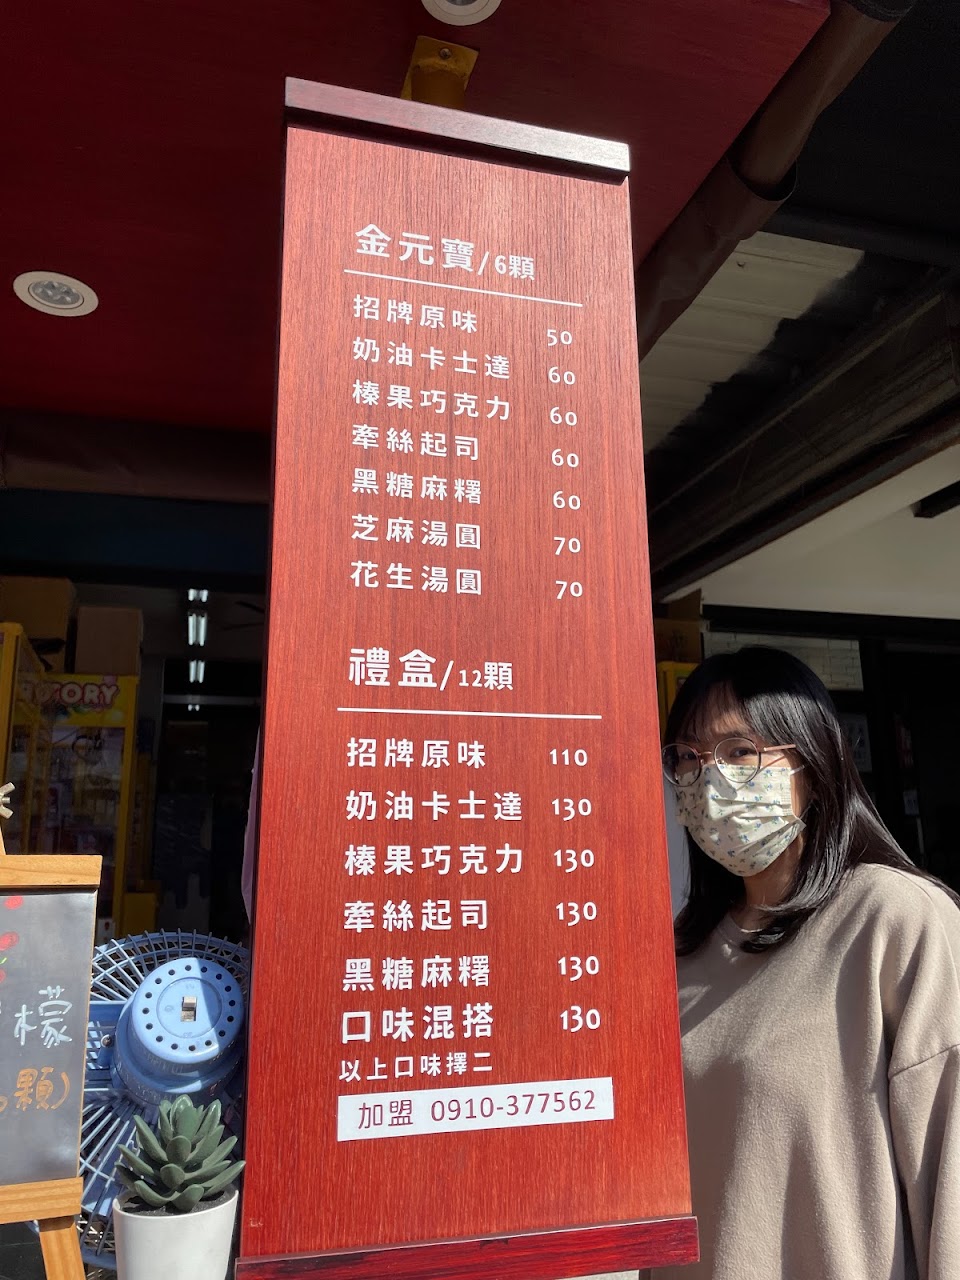 金元寶/6顆
招牌原味 50
奶油卡士達 60
榛果巧克力 60
牽絲起司 60
黑糖麻糬 60
芝麻湯圓 70
花生湯圓 70
禮盒/12顆
招牌原味 110
奶油卡士達 130
榛果巧克力 130
牽絲起司 130
黑糖麻糬 130
口味混搭 130
以上口味擇二
加盟 0910-377562
檬
顆)